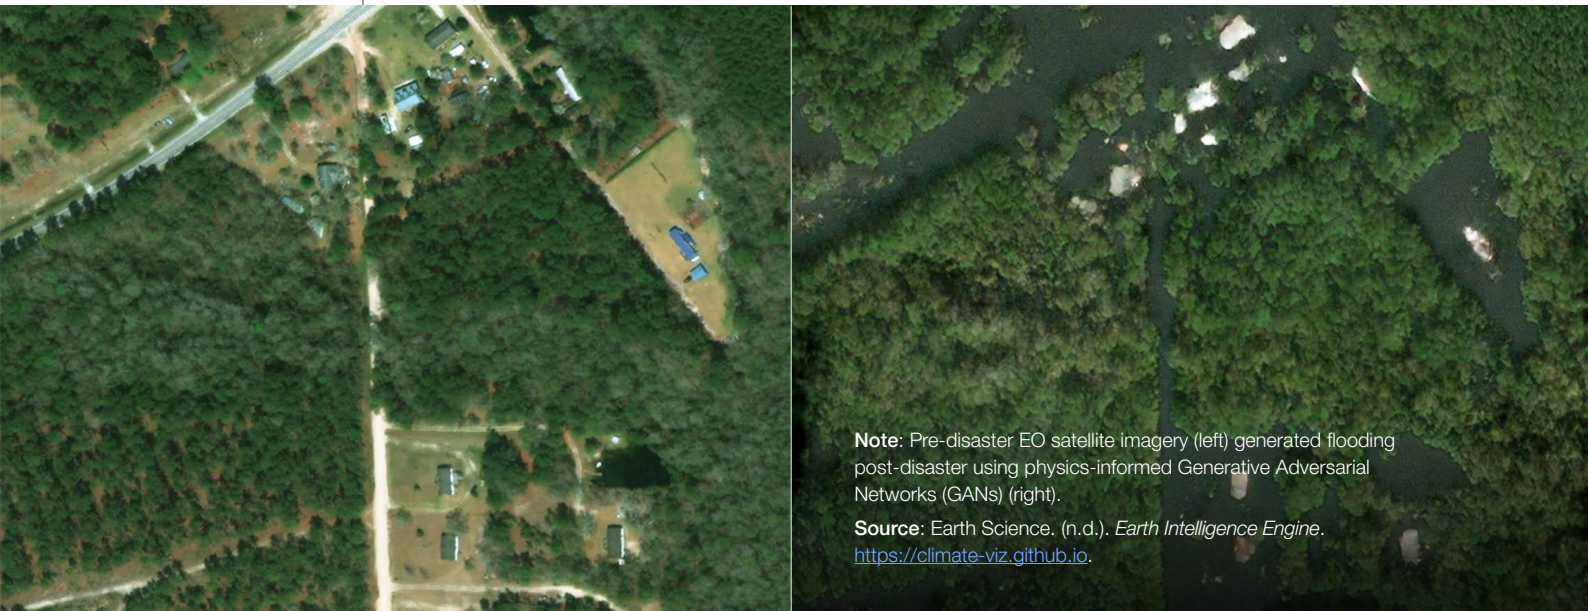 Note: Pre-disaster EO satellite imagery (left) generated flooding
post-disaster using physics-informed Generative Adversarial
Networks (GANs) (right).
Source: Earth Science. (n.d.). Earth Intelligence Engine.
https://climate-viz.github.io.